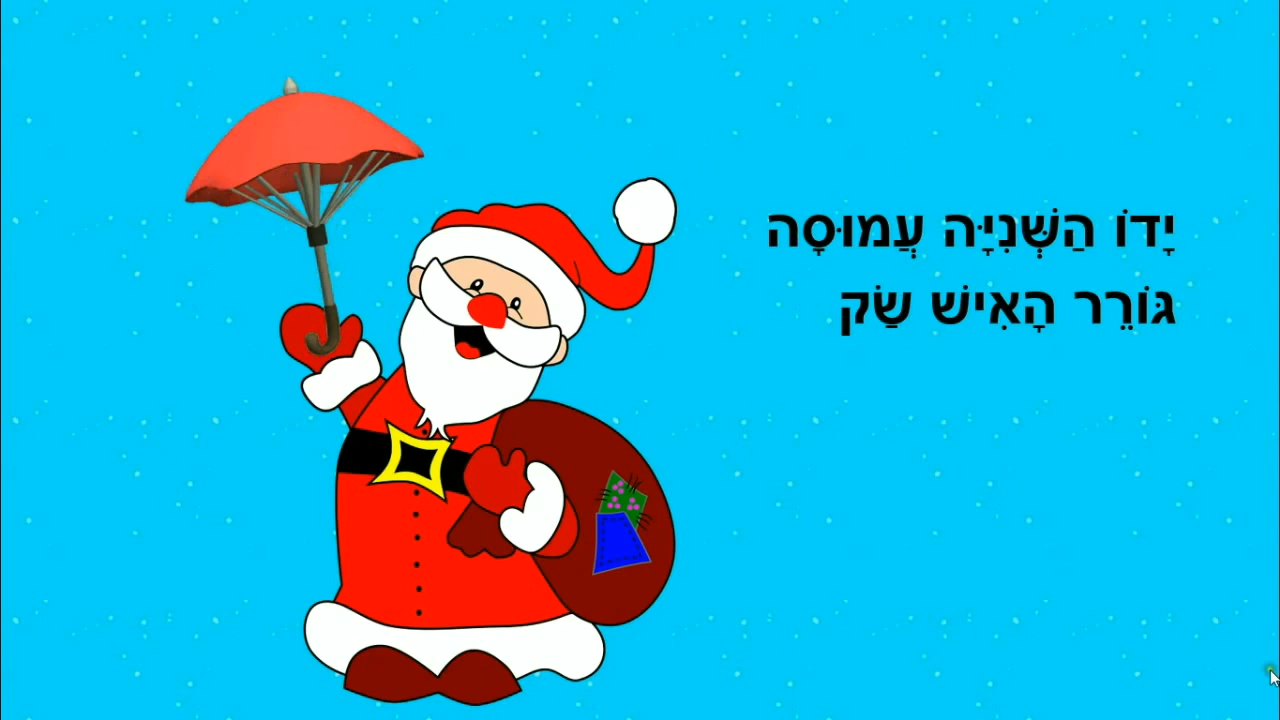 יָדוֹ הַשְּׁנִיָּה עֲמוּסָה
גּוֹרֵר הָאִישׁ שַׂק